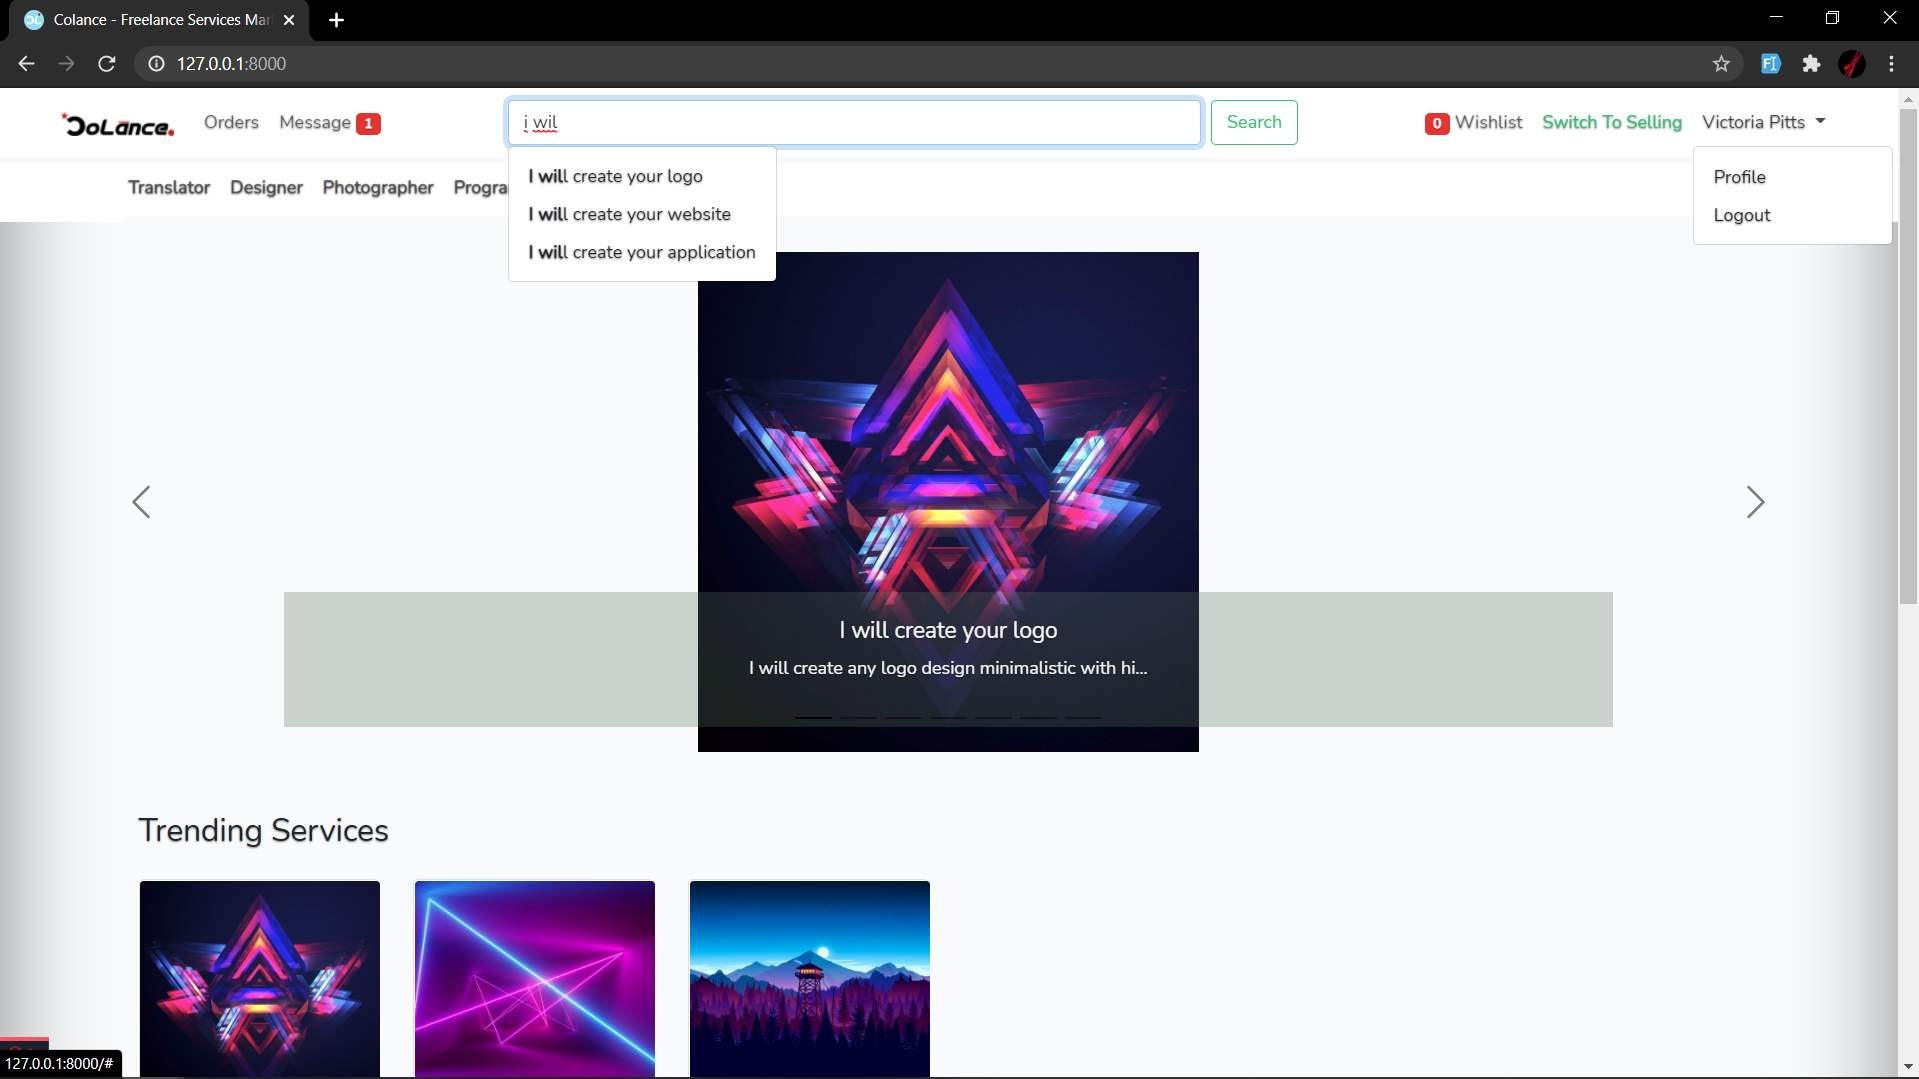 Colance - Freelance Services Mar
127.0.0.1:8000
CoLance.
Orders
Message 1
i wil
Search
0 Wishlist
Switch To Selling
Victoria Pitts
Profile
Logout
Translator
Designer
Photographer
Progra
I will create your logo
I will create your website
I will create your application
I will create your logo
I will create any logo design minimalistic with hi...
Trending Services
127.0.0.1:8000/#